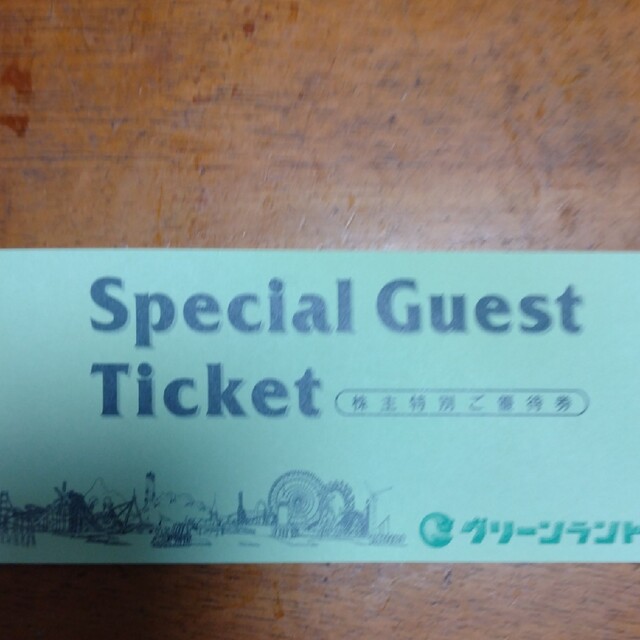 Special Guest
Ticket
株主特別ご優待券
グリーンランド